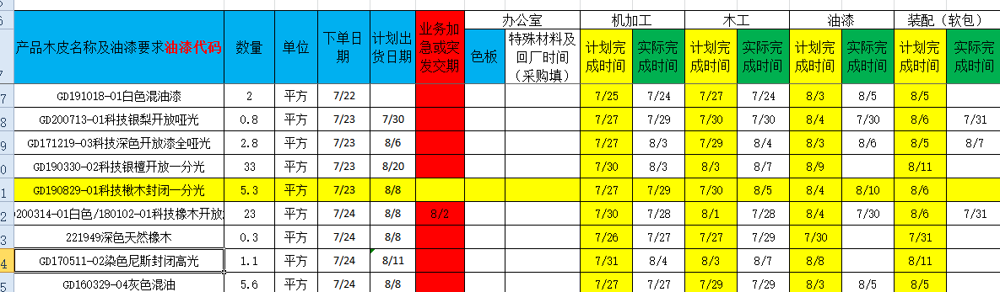 办公室 机加工 木工 油漆 装配（软包）
产品木皮名称及油漆要求油漆代码 数量 单位 下单日期 计划出货日期 业务加急或突发交期 色板 特殊材料及回厂时间（采购填） 计划完成时间 实际完成时间 计划完成时间 实际完成时间 计划完成时间 实际完成时间 计划完成时间 实际完成时间
7 GD191018-01白色混油漆 2 平方 7/22 7/25 7/24 7/27 7/24 8/3 8/5 8/5
8 GD200713-01科技银梨开放哑光 0.8 平方 7/23 7/30 7/27 7/29 7/30 7/30 8/4 7/30 8/6 7/31
9 GD171219-03科技深色开放漆全哑光 2.8 平方 7/23 8/6 7/27 8/3 7/29 8/4 8/3 8/6 8/5 8/7
0 GD190330-02科技银檀开放一分光 33 平方 7/23 8/20 7/30 8/3 8/3 8/7 8/9 8/11
1 GD190829-01科技楸木封闭一分光 5.3 平方 7/23 8/8 7/27 7/29 7/30 8/5 8/4 8/10 8/6
2 200314-01白色/180102-01科技橡木开放 23 平方 7/24 8/8 8/2 7/30 7/28 8/1 7/28 8/4 7/30 8/6 7/31
3 221949深色天然橡木 0.3 平方 7/24 8/8 7/26 7/27 7/27 7/29 7/30 7/31
4 GD170511-02染色尼斯封闭高光 1.1 平方 7/24 8/11 7/31 8/4 8/3 8/7 8/8 8/11
5 GD160329-04灰色混油 5.6 平方 7/24 8/8 7/27 7/27 7/29 7/29 8/3 8/5 8/5